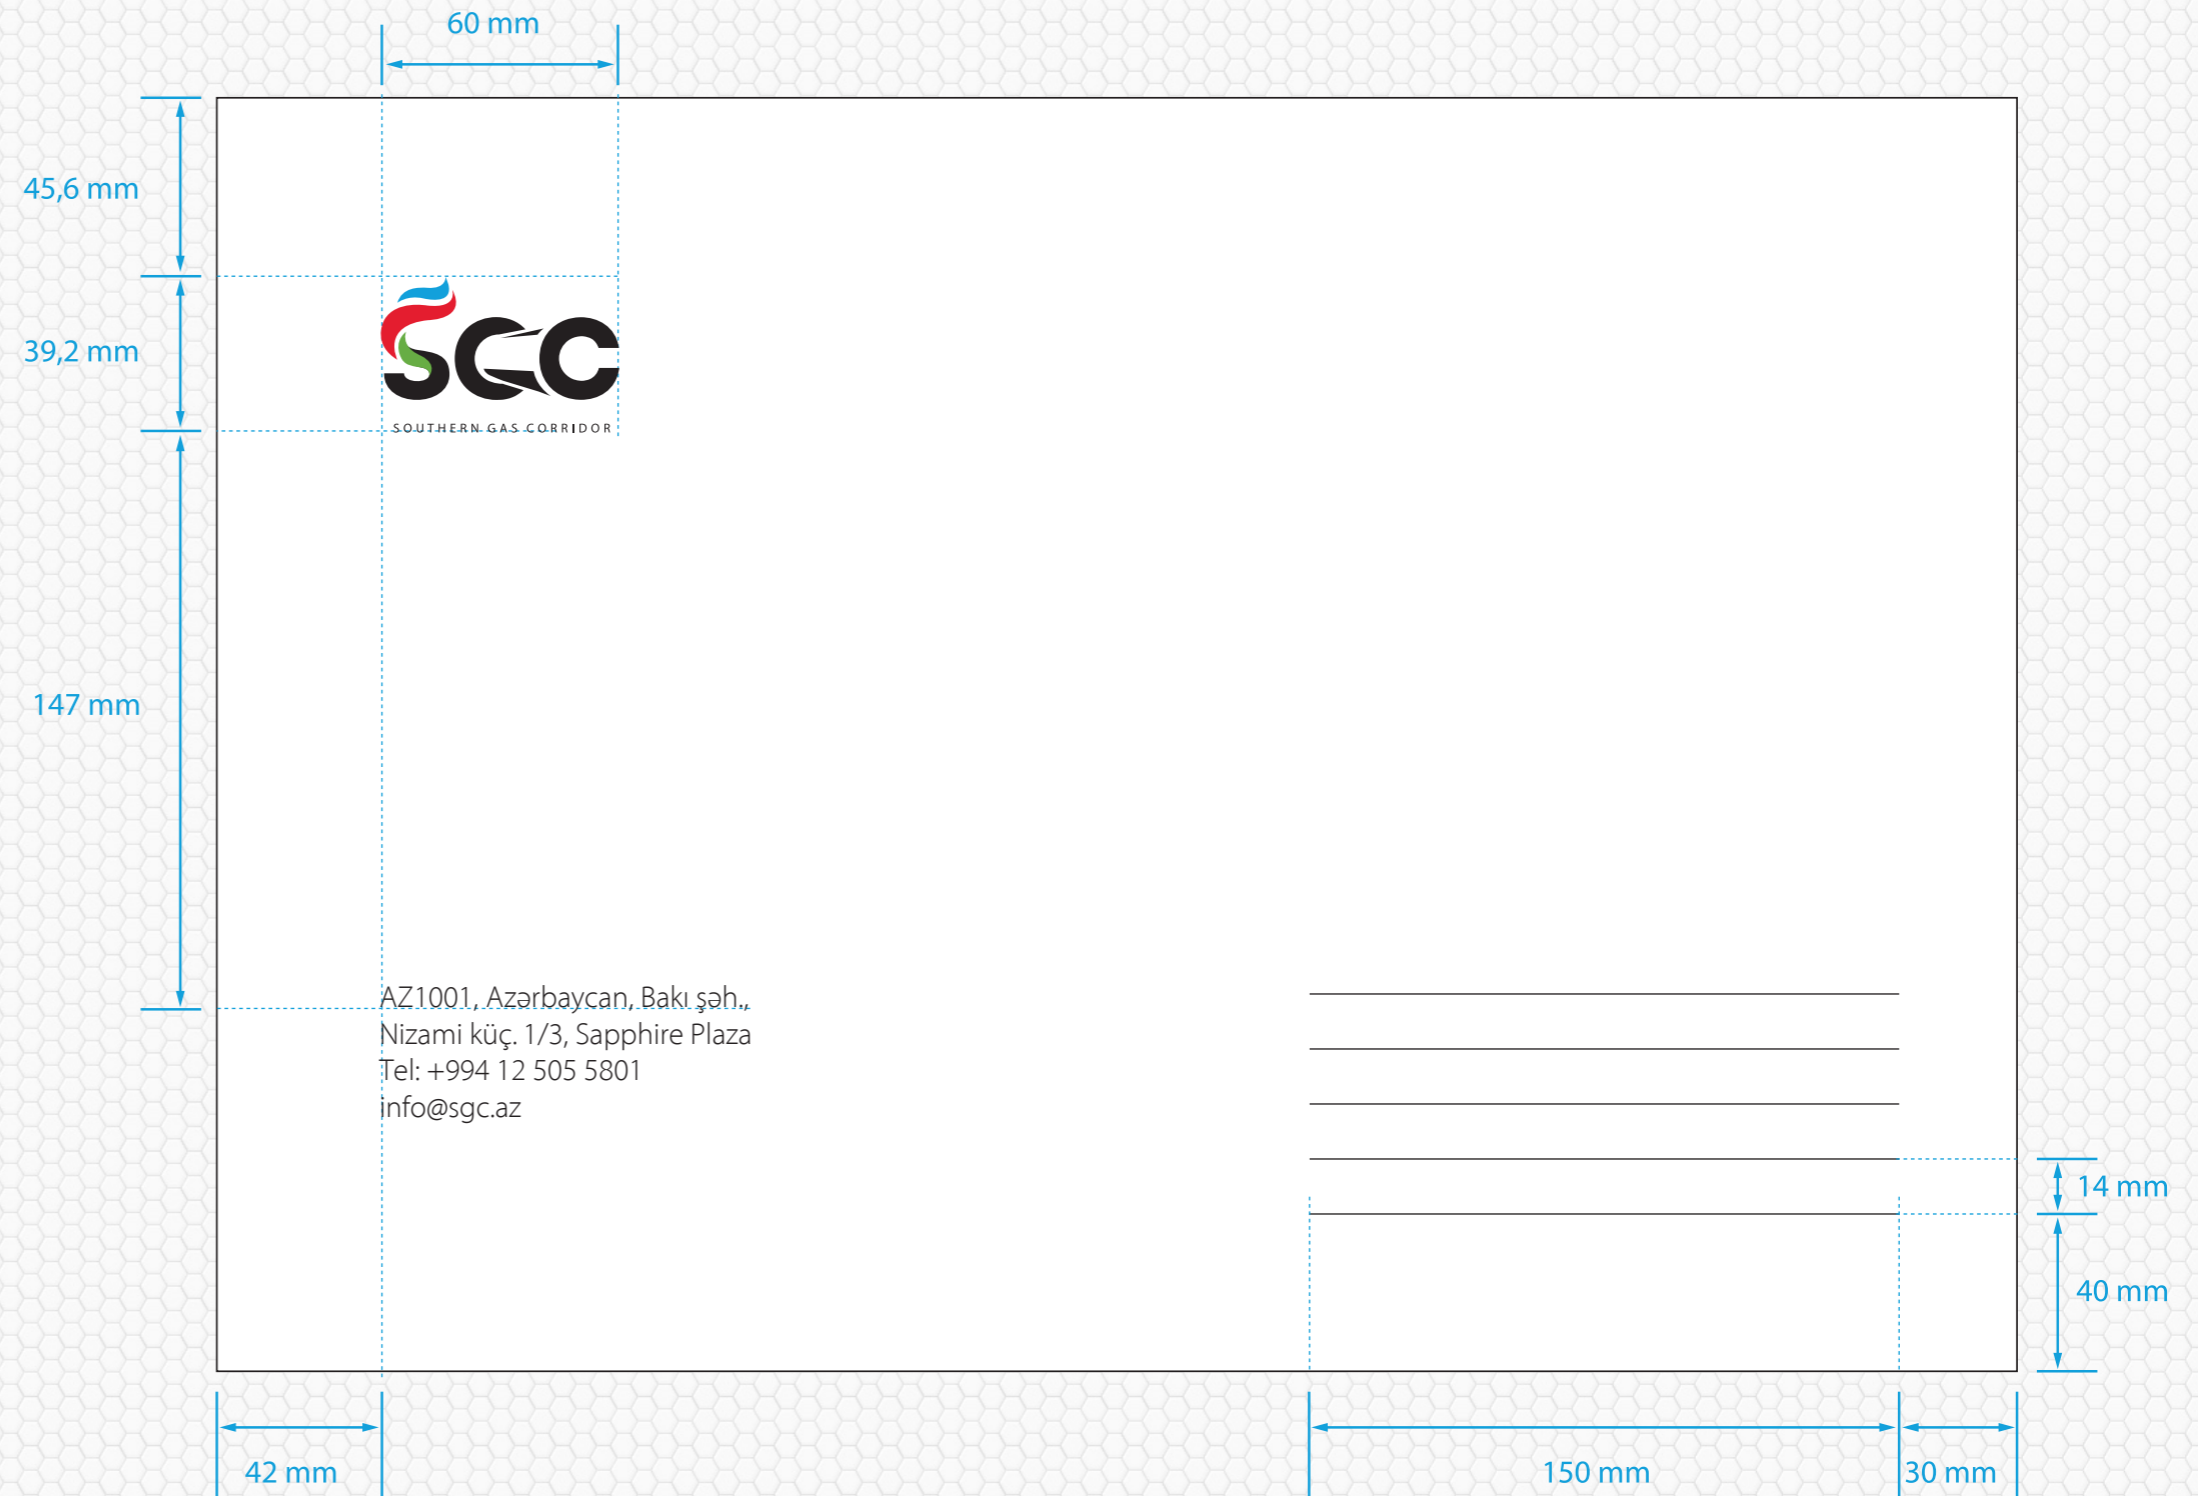 60 mm
45,6 mm
39,2 mm
SGC
SOUTHERN GAS CORRIDOR
147 mm
AZ1001, Azərbaycan, Bakı şəh.,
Nizami küç. 1/3, Sapphire Plaza
Tel: +994 12 505 5801
info@sgc.az
14 mm
40 mm
42 mm
150 mm
30 mm